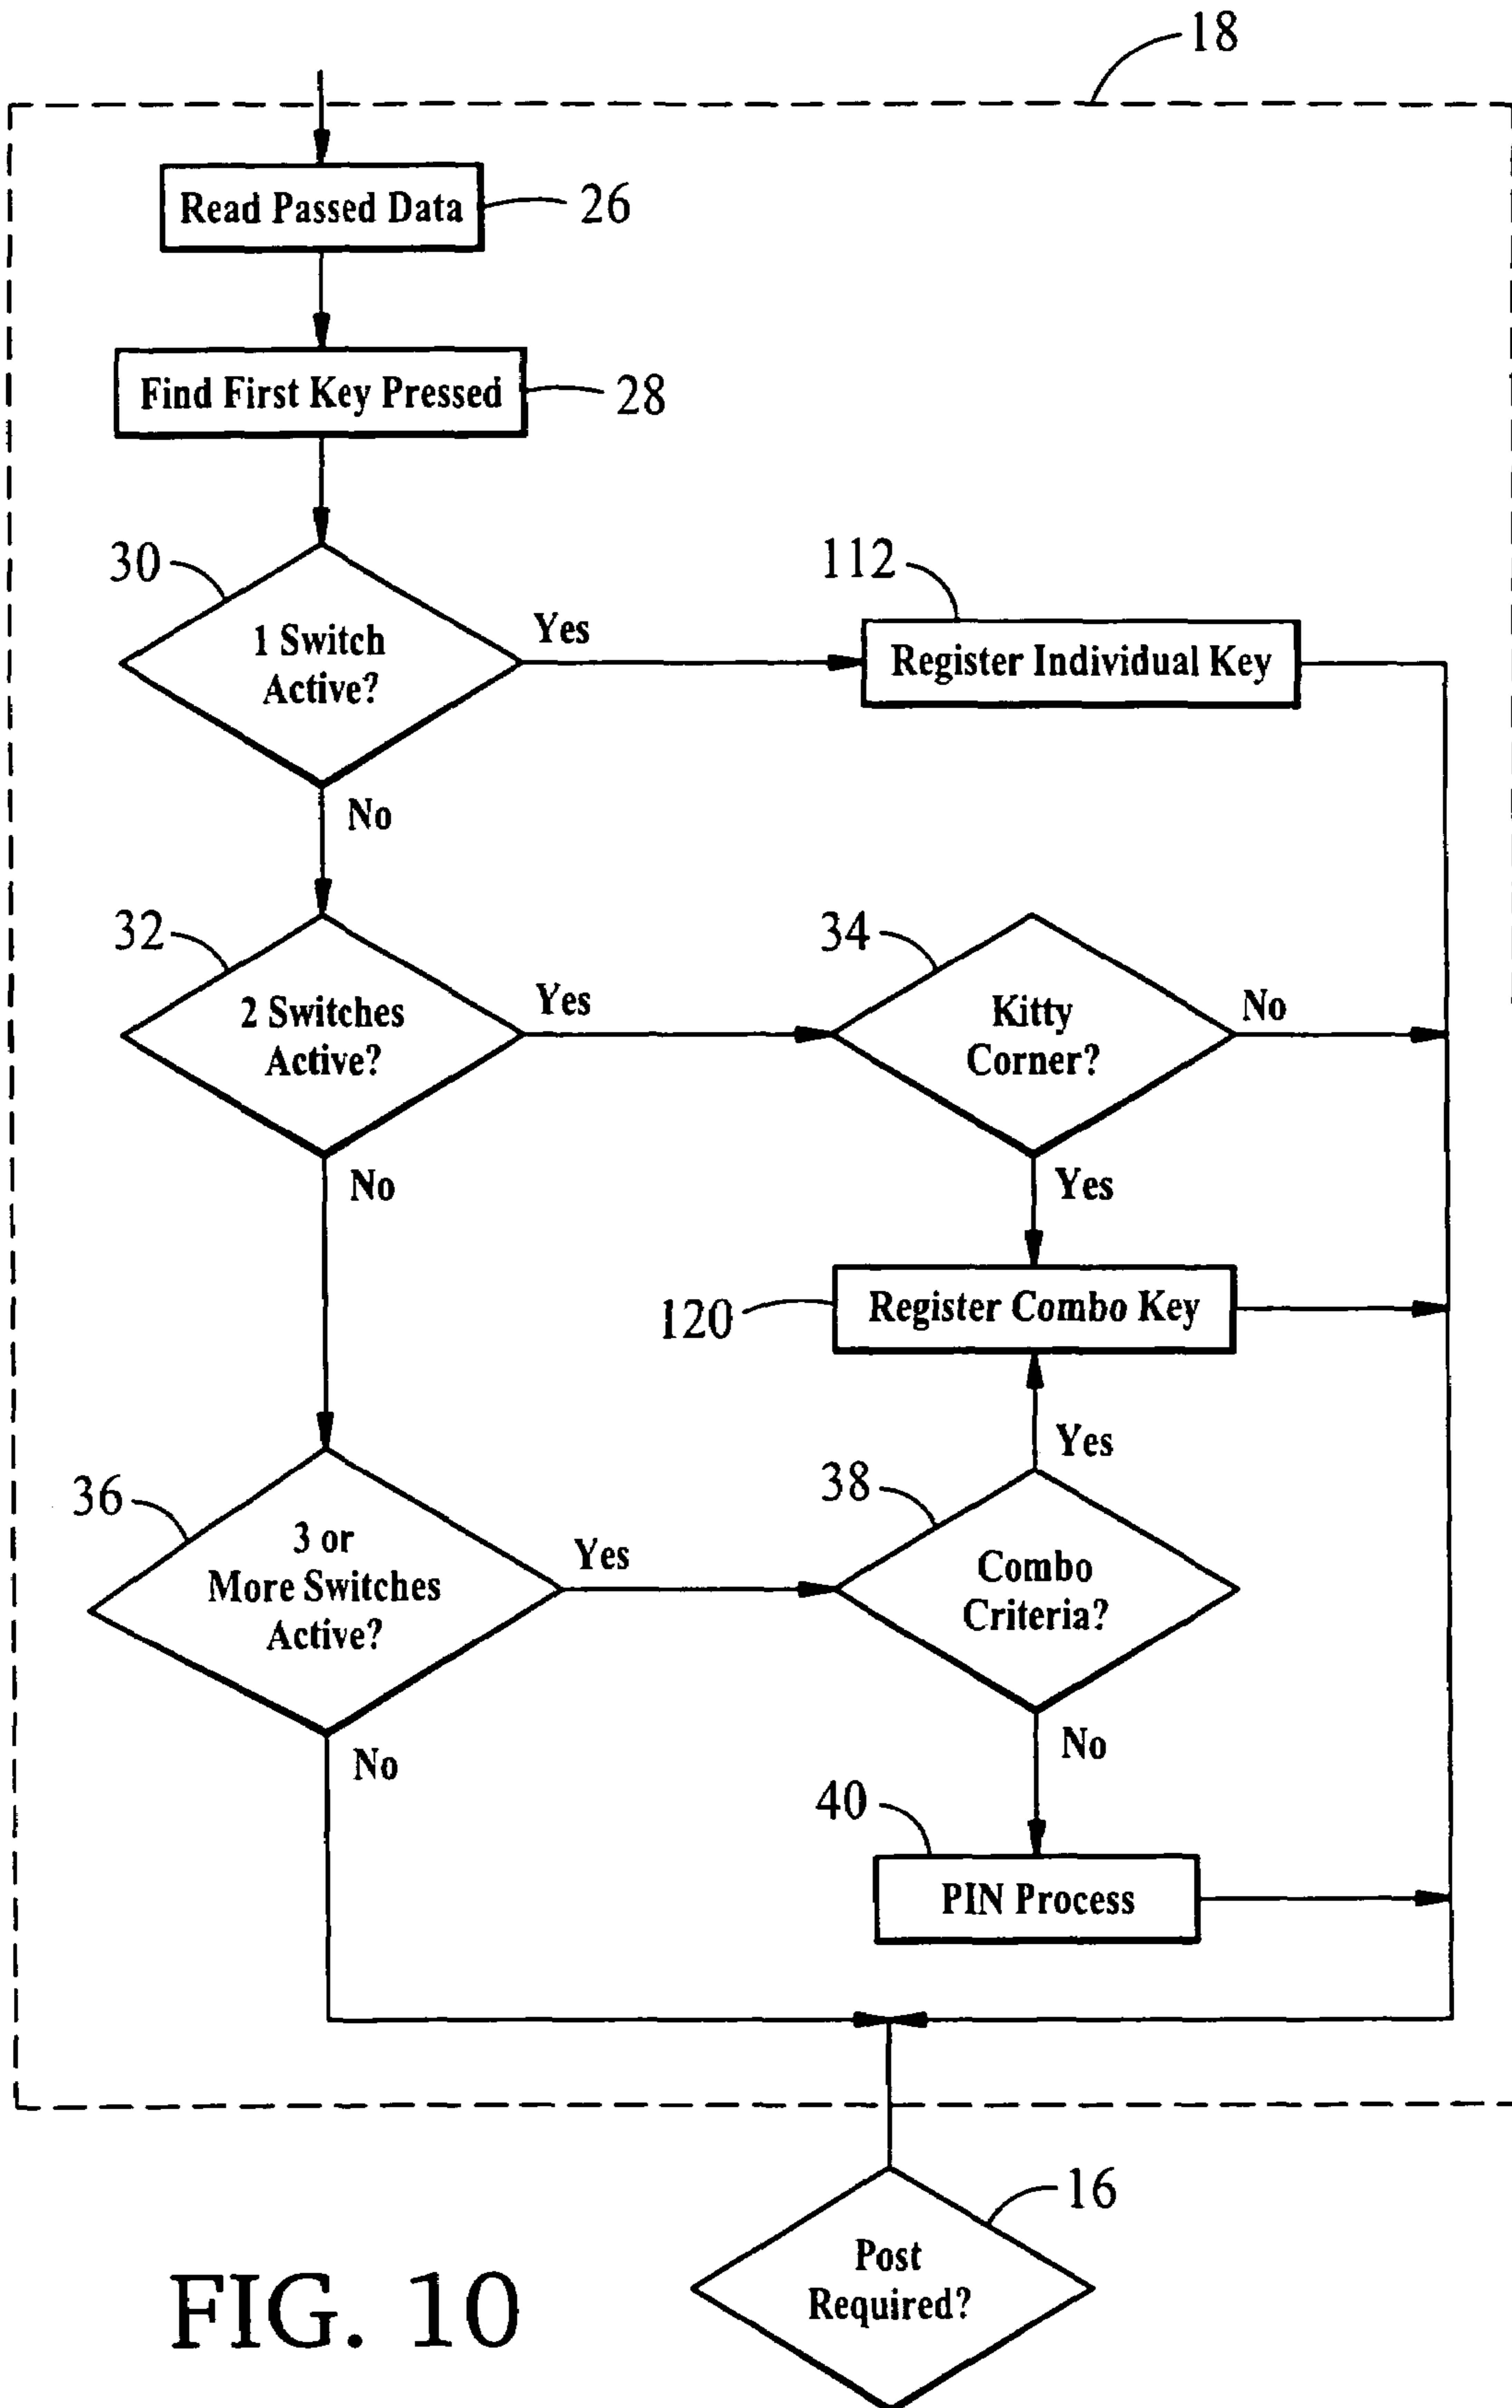 18
Read Passed Data
26
Find First Key Pressed
28
30
1 Switch
Active?
Yes
No
112
Register Individual Key
32
2 Switches
Active?
Yes
No
34
Kitty
Corner?
No
Yes
120
Register Combo Key
36
3 or
More Switches
Active?
Yes
No
38
Yes
Combo
Criteria?
No
40
PIN Process
16
Post
Required?
FIG. 10